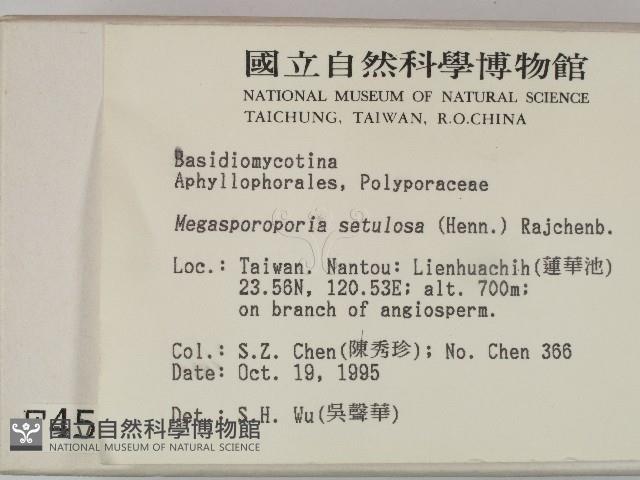 國立自然科學博物館
NATIONAL MUSEUM OF NATURAL SCIENCE
TAICHUNG, TAIWAN, R.O.CHINA
Basidiomycotina
Aphyllophorales, Polyporaceae
Megasporoporia setulosa (Henn.) Rajchenb.
Loc.: Taiwan. Nantou: Lienhuachih(蓮華池)
23.56N, 120.53E; alt. 700m;
on branch of angiosperm.
Col.: S.Z. Chen(陳秀珍); No. Chen 366
Date: Oct. 19, 1995
Det.: S.H. Wu(吳聲華)
國立自然科學博物館
NATIONAL MUSEUM OF NATURAL SCIENCE